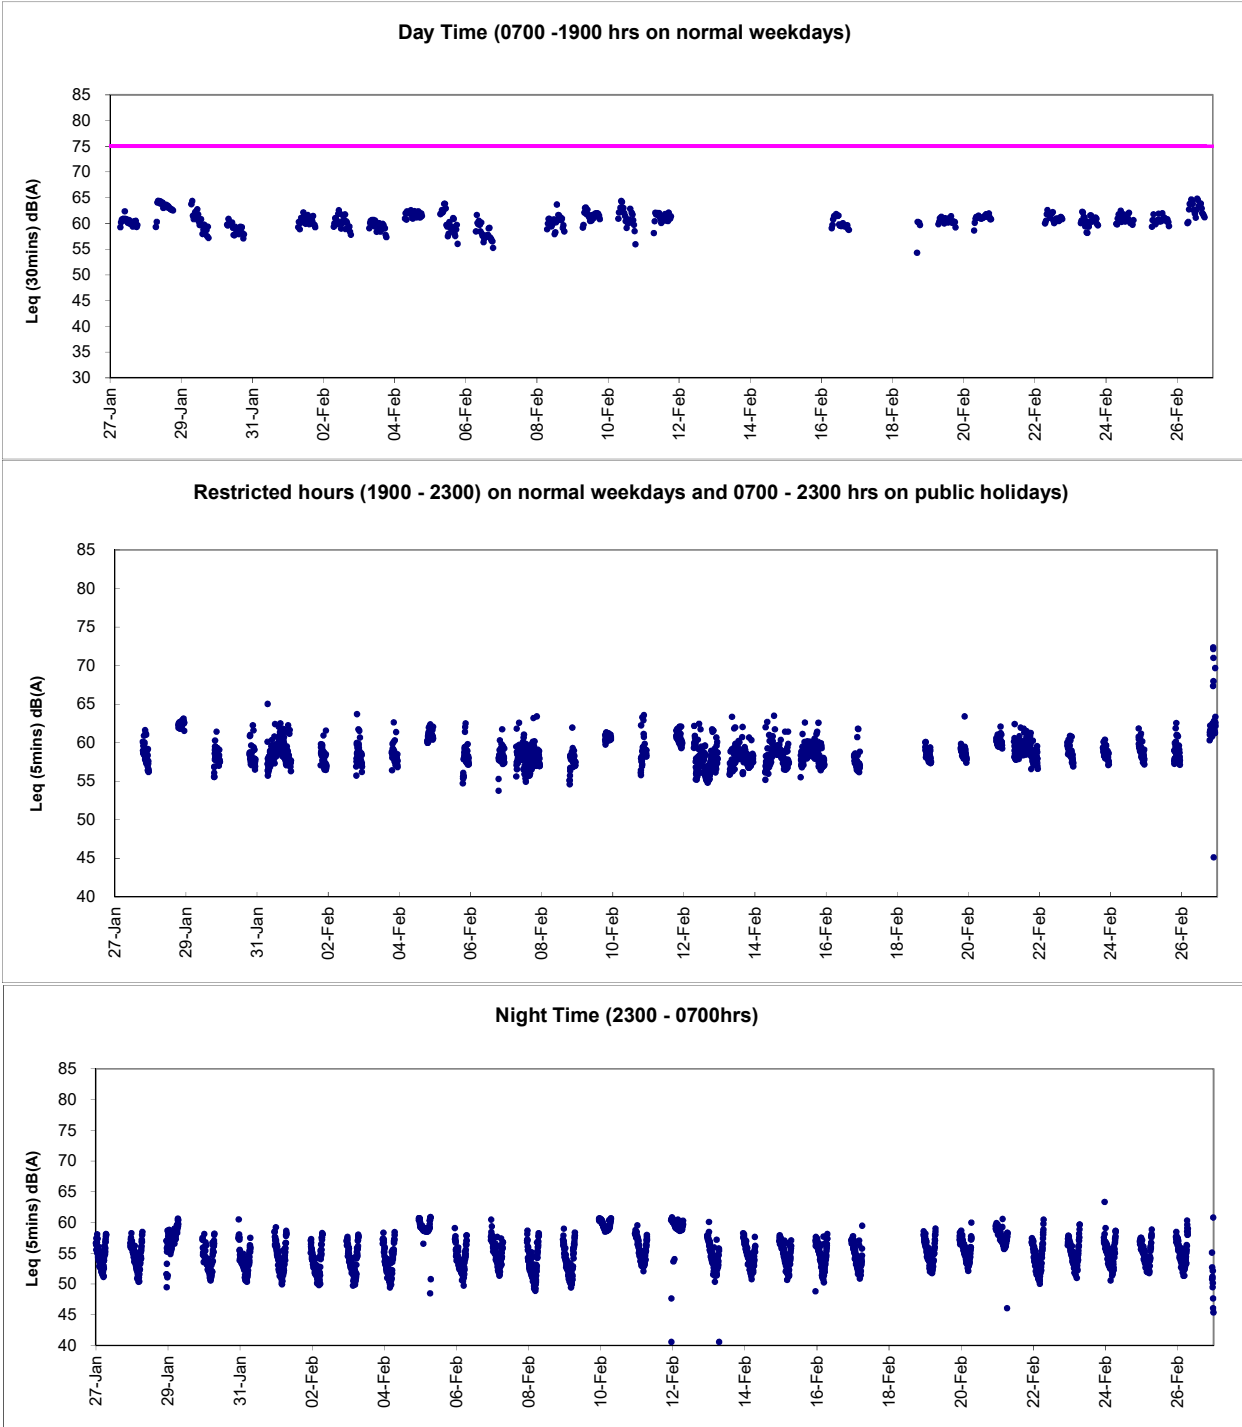 Day Time (0700 -1900 hrs on normal weekdays)
Leq (30mins) dB(A)
85
80
75
70
65
60
55
50
45
40
35
30
27-Jan
29-Jan
31-Jan
02-Feb
04-Feb
06-Feb
08-Feb
10-Feb
12-Feb
14-Feb
16-Feb
18-Feb
20-Feb
22-Feb
24-Feb
26-Feb
Restricted hours (1900 - 2300) on normal weekdays and 0700 - 2300 hrs on public holidays)
Leq (5mins) dB(A)
85
80
75
70
65
60
55
50
45
40
27-Jan
29-Jan
31-Jan
02-Feb
04-Feb
06-Feb
08-Feb
10-Feb
12-Feb
14-Feb
16-Feb
18-Feb
20-Feb
22-Feb
24-Feb
26-Feb
Night Time (2300 - 0700hrs)
Leq (5mins) dB(A)
85
80
75
70
65
60
55
50
45
40
27-Jan
29-Jan
31-Jan
02-Feb
04-Feb
06-Feb
08-Feb
10-Feb
12-Feb
14-Feb
16-Feb
18-Feb
20-Feb
22-Feb
24-Feb
26-Feb